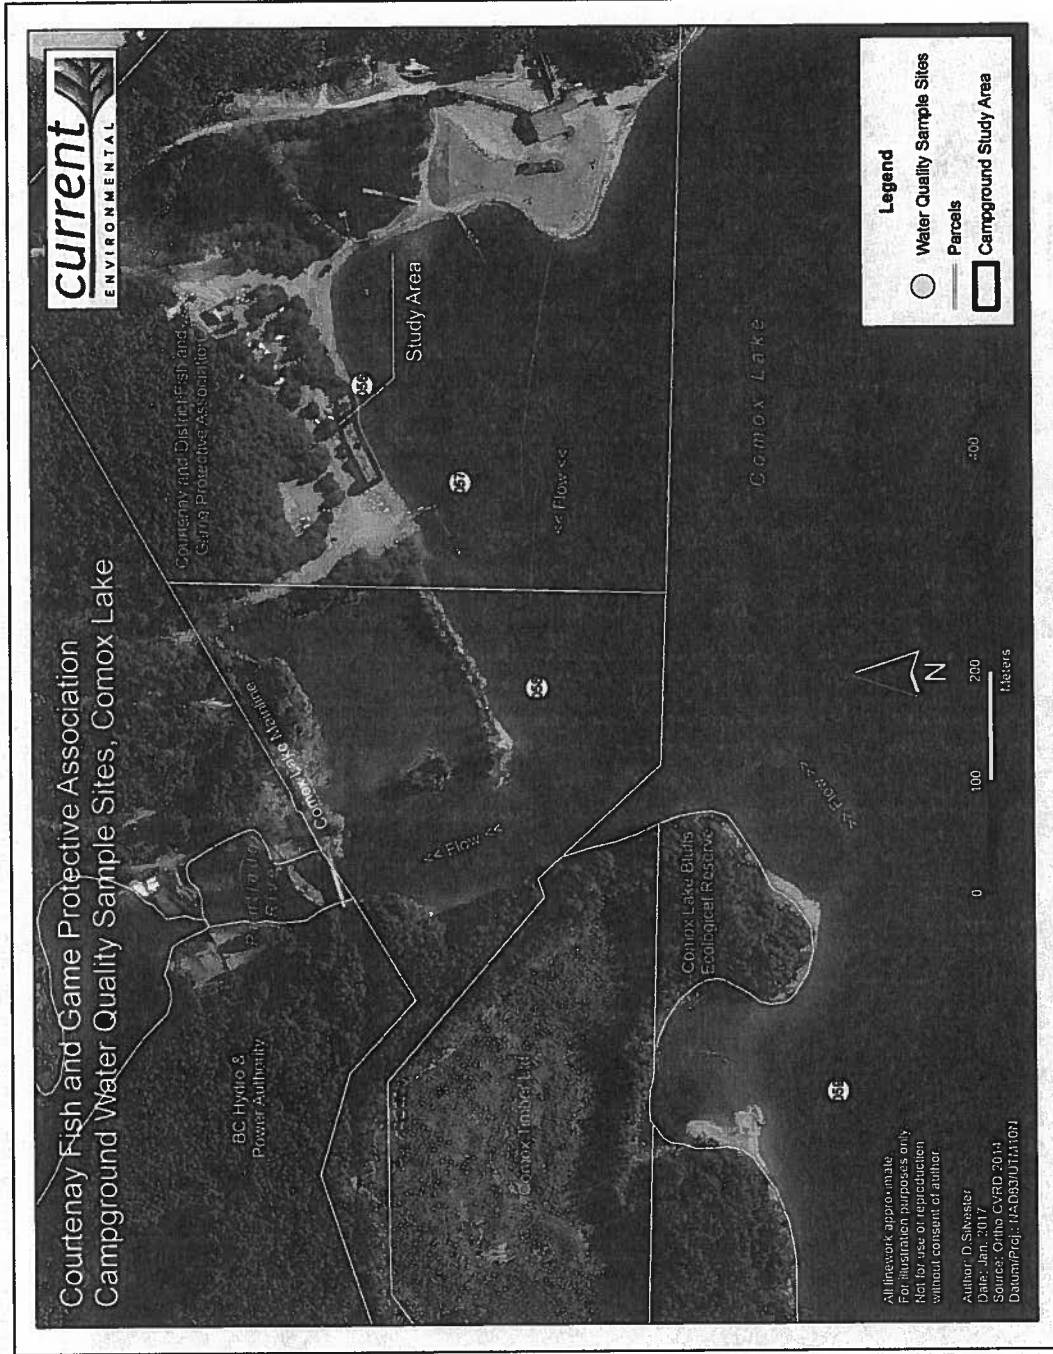 Courtenay Fish and Game Protective Association
Campground Water Quality Sample Sites, Comox Lake
current
ENVIRONMENTAL
Courtenay and District Fish and
Game Protective Association
BC Hydro &
Power Authority
Puntledge
River
Comox Lake Mainline
<< Flow <<
Comox Timber Ltd
Comox Lake Bluffs
Ecological Reserve
<< Flow <<
<< Flow <<
Study Area
Comox Lake
057
Legend
Water Quality Sample Sites
Parcels
Campground Study Area
N
0
100
200
400
Meters
All linework approximate
For illustration purposes only
Not for use or reproduction
without consent of author.
Author: D.Silvester
Date: Jan. 2017
Source: Ortho CVRD 2014
Datum/Proj.: NAD83/UTM10N